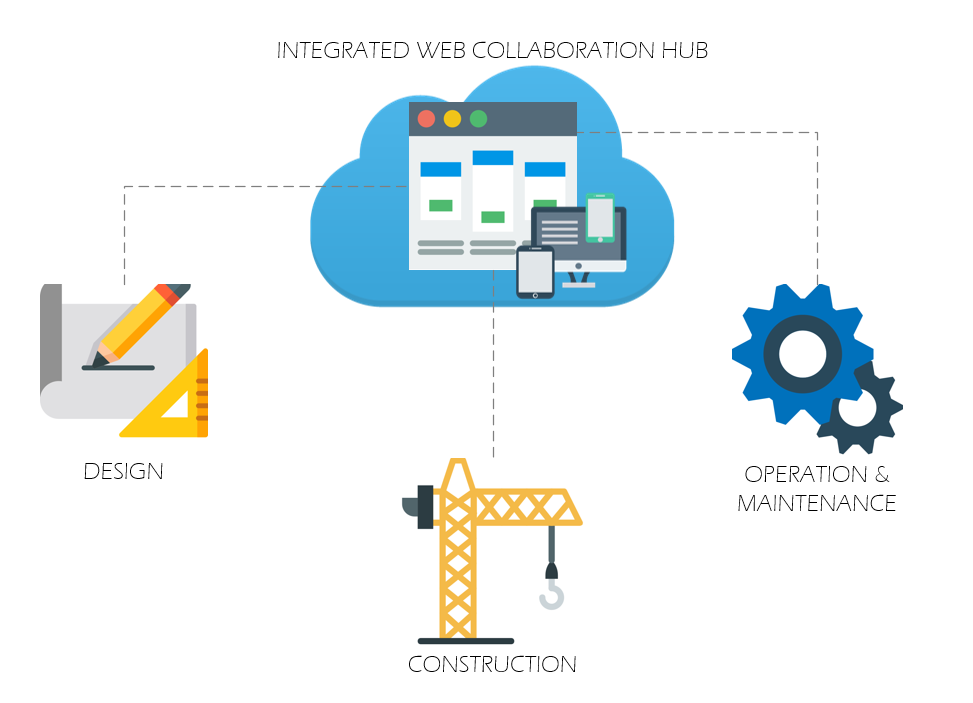 INTEGRATED WEB COLLABORATION HUB
DESIGN
OPERATION &
MAINTENANCE
CONSTRUCTION